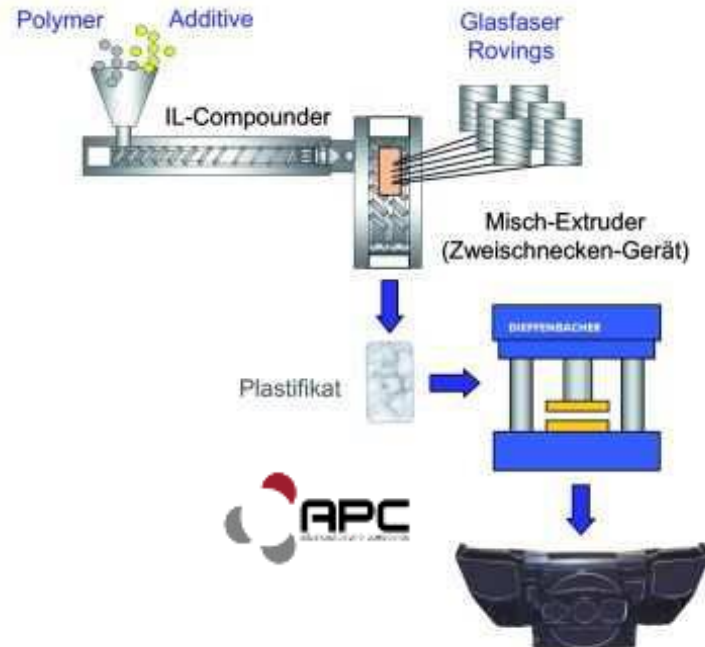 Polymer
Additive
Glasfaser
Rovings
IL-Compounder
Misch-Extruder
(Zweischnecken-Gerät)
DIEFFENBACHER
Plastifikat
APC